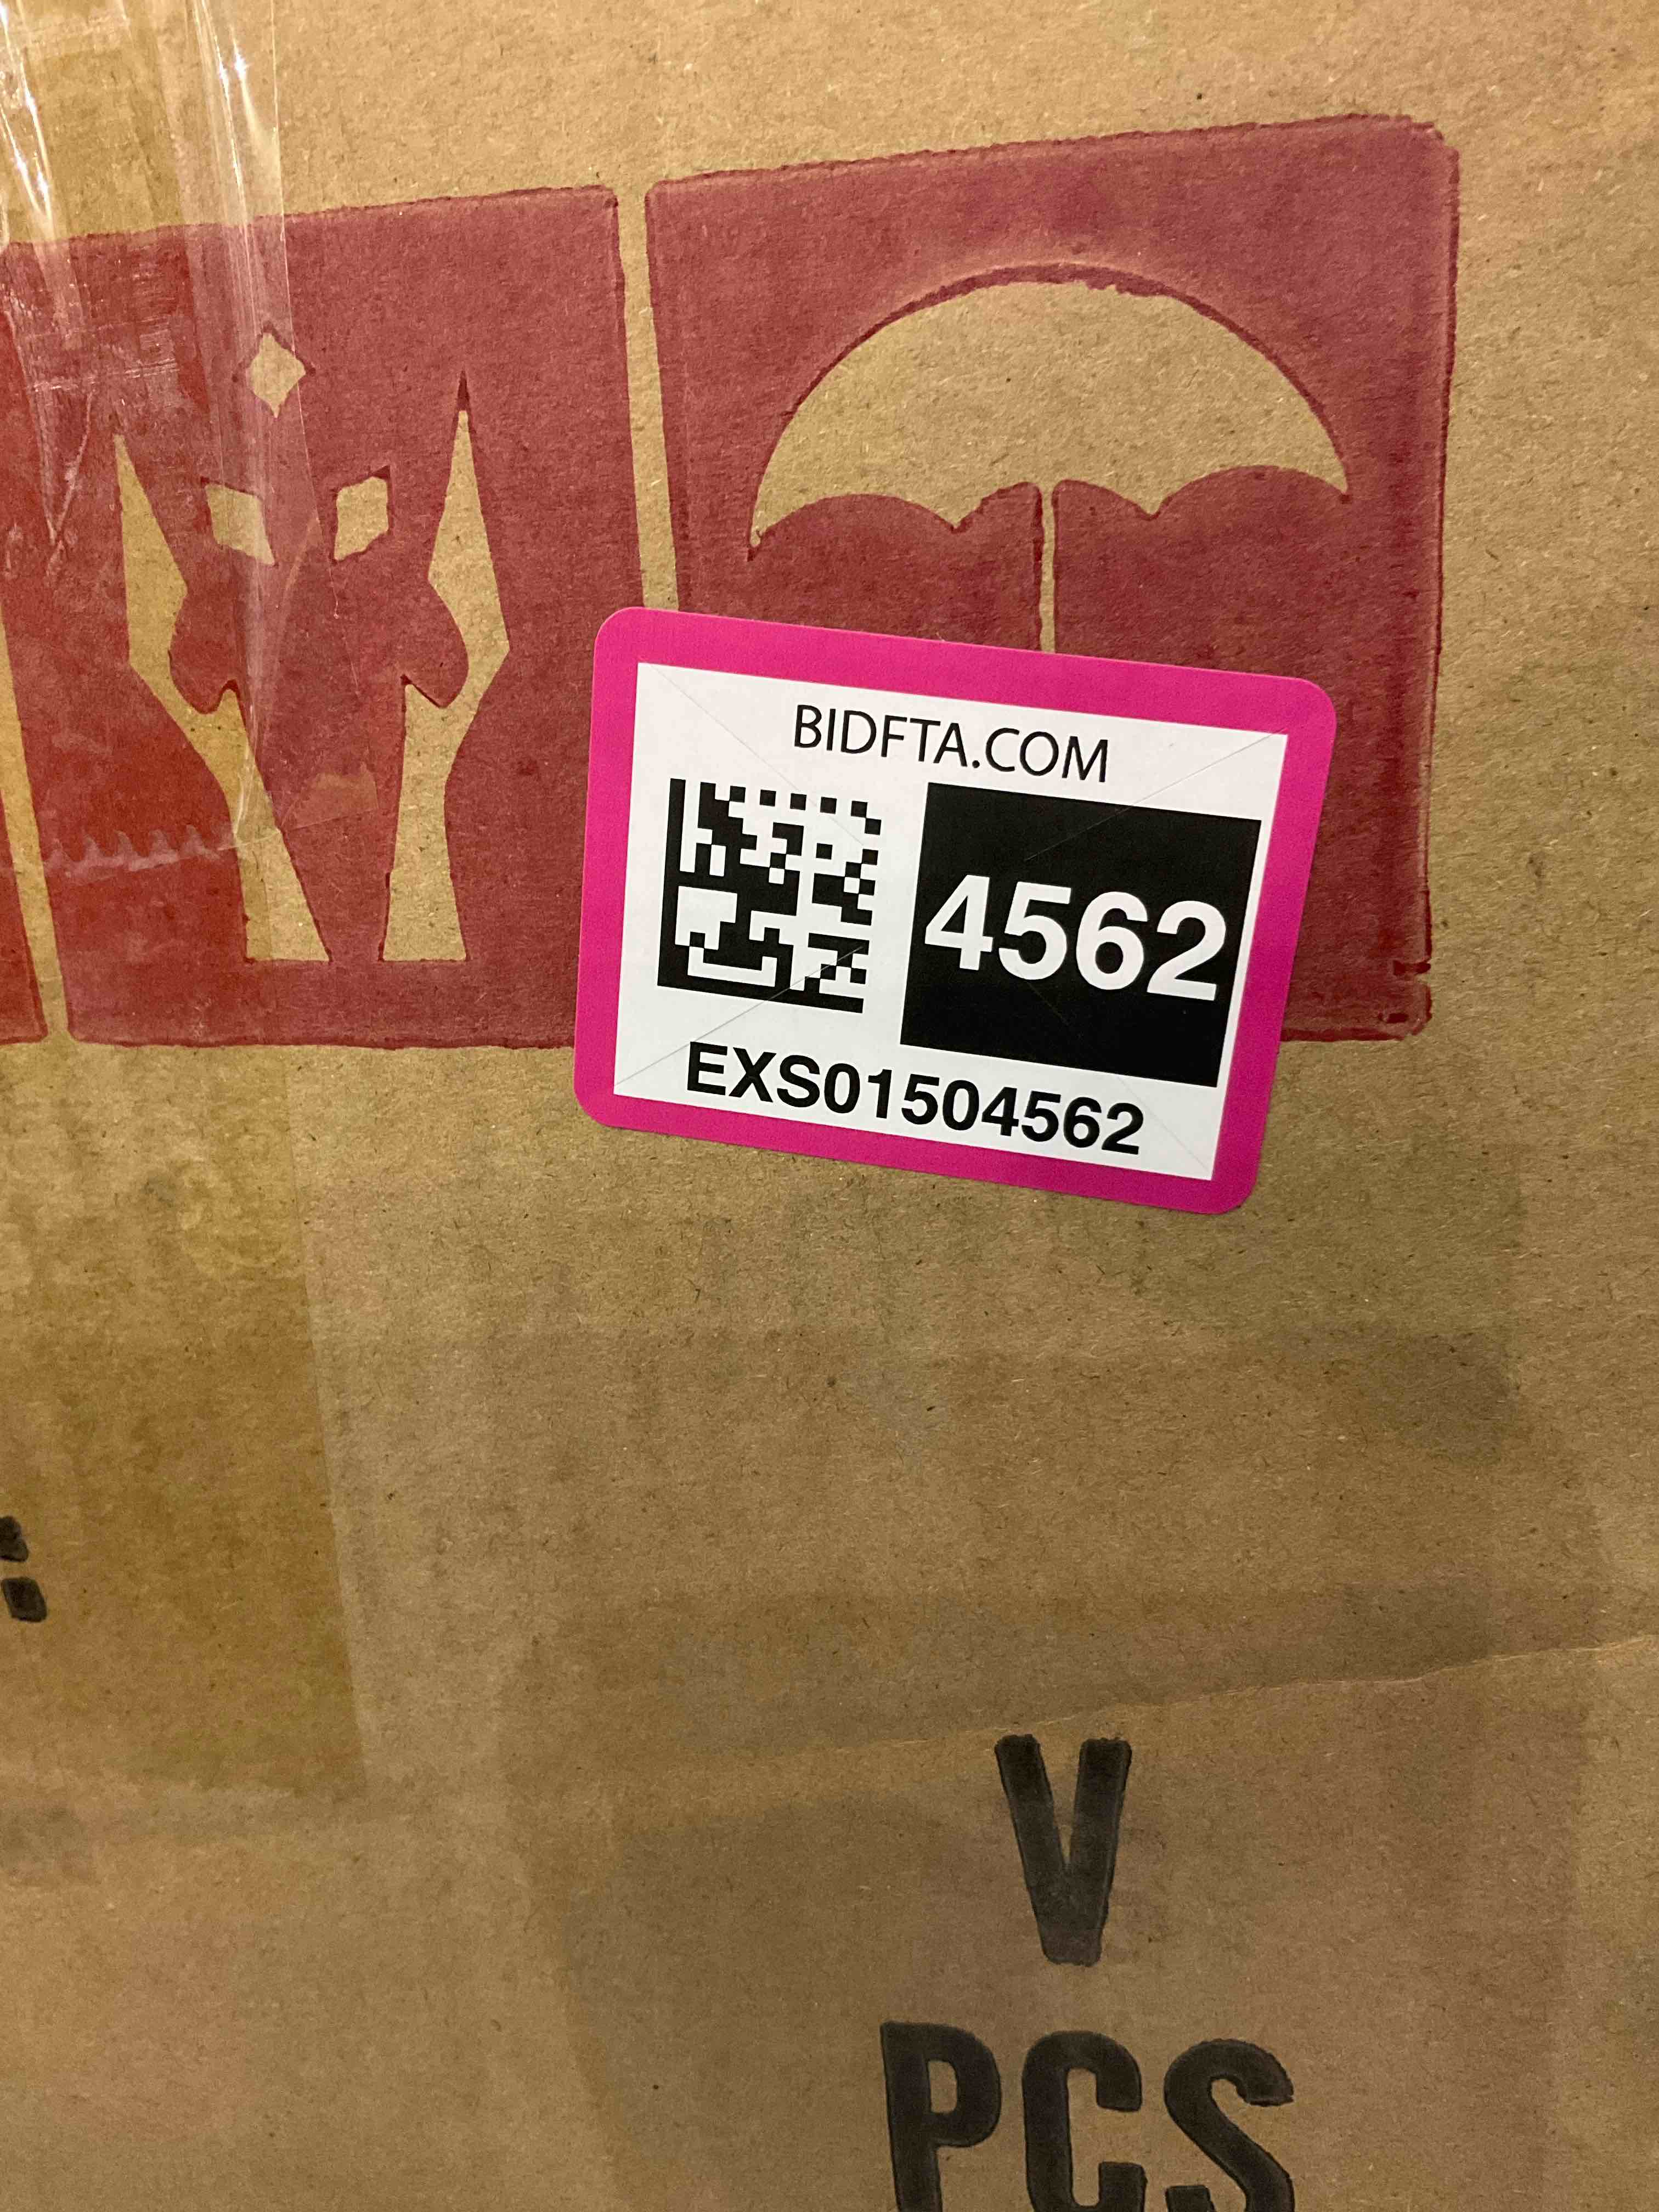 BIDFTA.COM
4562
EXS01504562
:
V
PCS